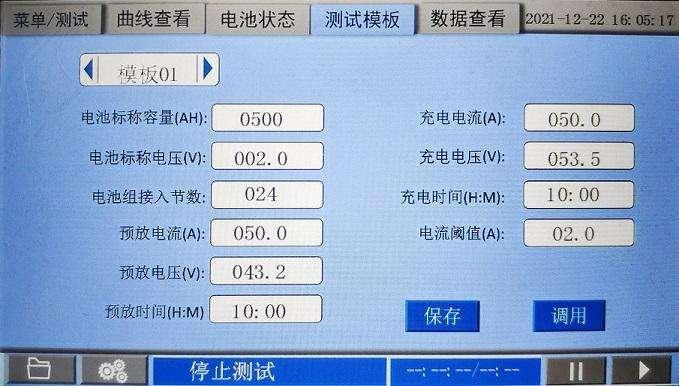 菜单/测试 曲线查看 电池状态 测试模板 数据查看 2021-12-22 16:05:17
模板01
电池标称容量(AH): 0500 充电电流(A): 050.0
电池标称电压(V): 002.0 充电电压(V): 053.5
电池组接入节数: 024 充电时间(H:M) 10:00
预放电流(A): 050.0 电流阈值(A): 02.0
预放电压(V): 043.2
预放时间(H:M) 10:00
保存 调用
停止测试 --:--:--/--:--